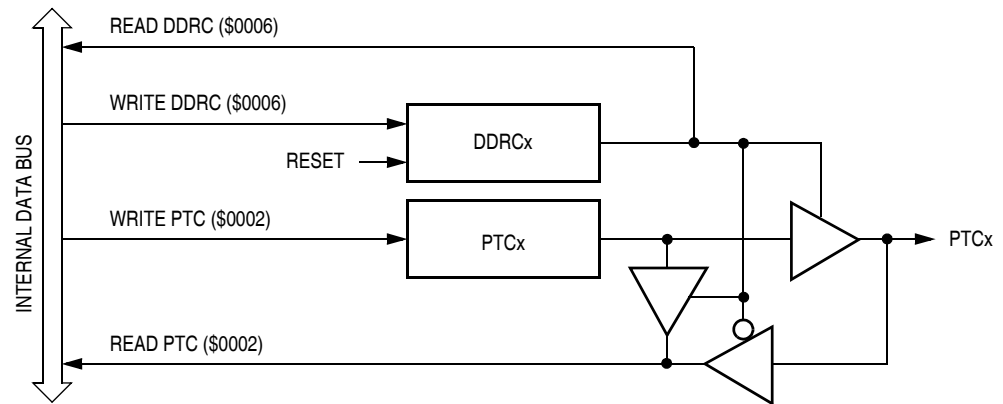 READ DDRC ($0006)
WRITE DDRC ($0006)
DDRCx
RESET
WRITE PTC ($0002)
PTCx
PTCx
READ PTC ($0002)
INTERNAL DATA BUS